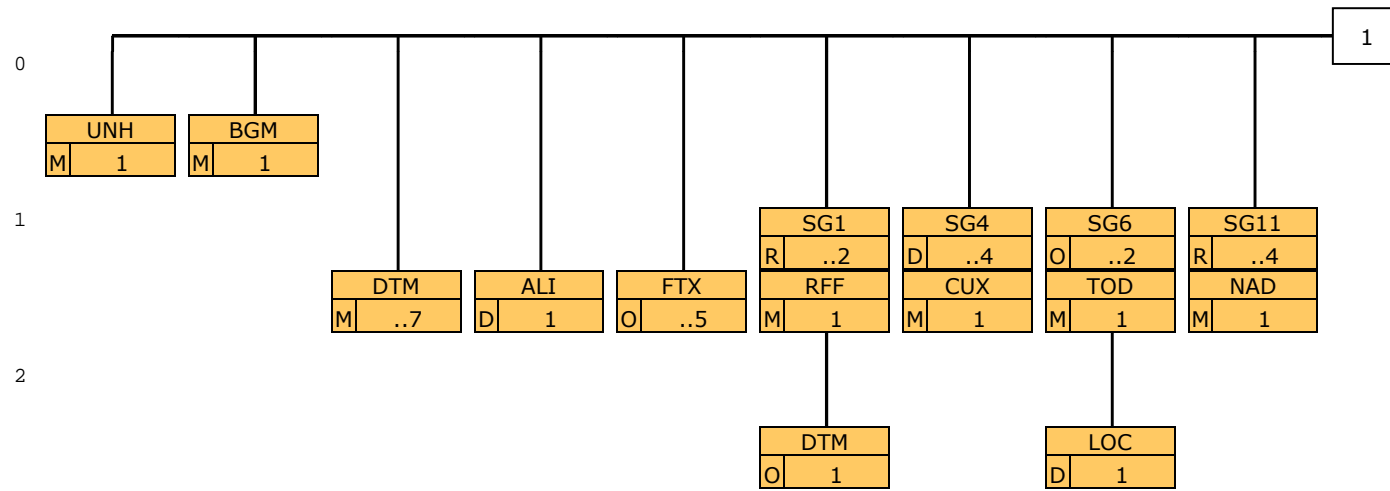 1
0
UNH BGM
M 1 M 1
1
SG1 SG4 SG6 SG11
R ..2 D ..4 O ..2 R ..4
DTM ALI FTX RFF CUX TOD NAD
M ..7 D 1 O ..5 M 1 M 1 M 1 M 1
2
DTM LOC
O 1 D 1